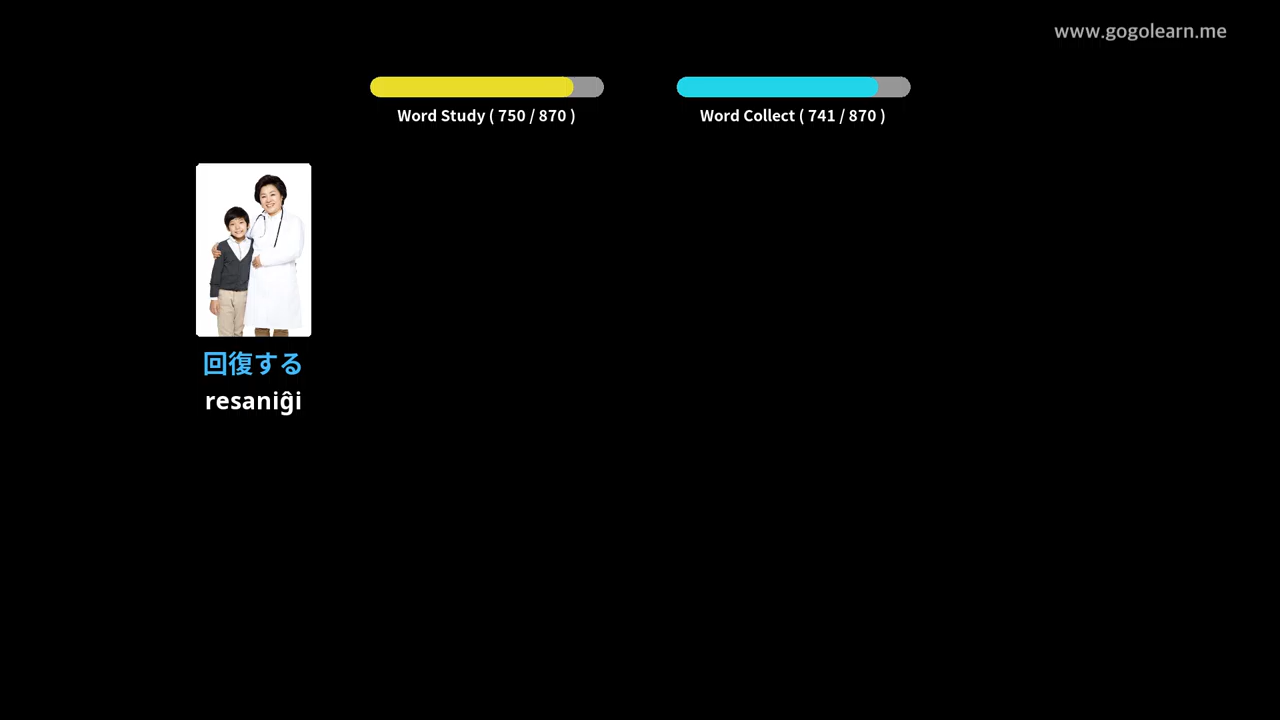 www.gogolearn.me
Word Study ( 750 / 870 )
Word Collect ( 741 / 870 )
回復する
resaniĝi